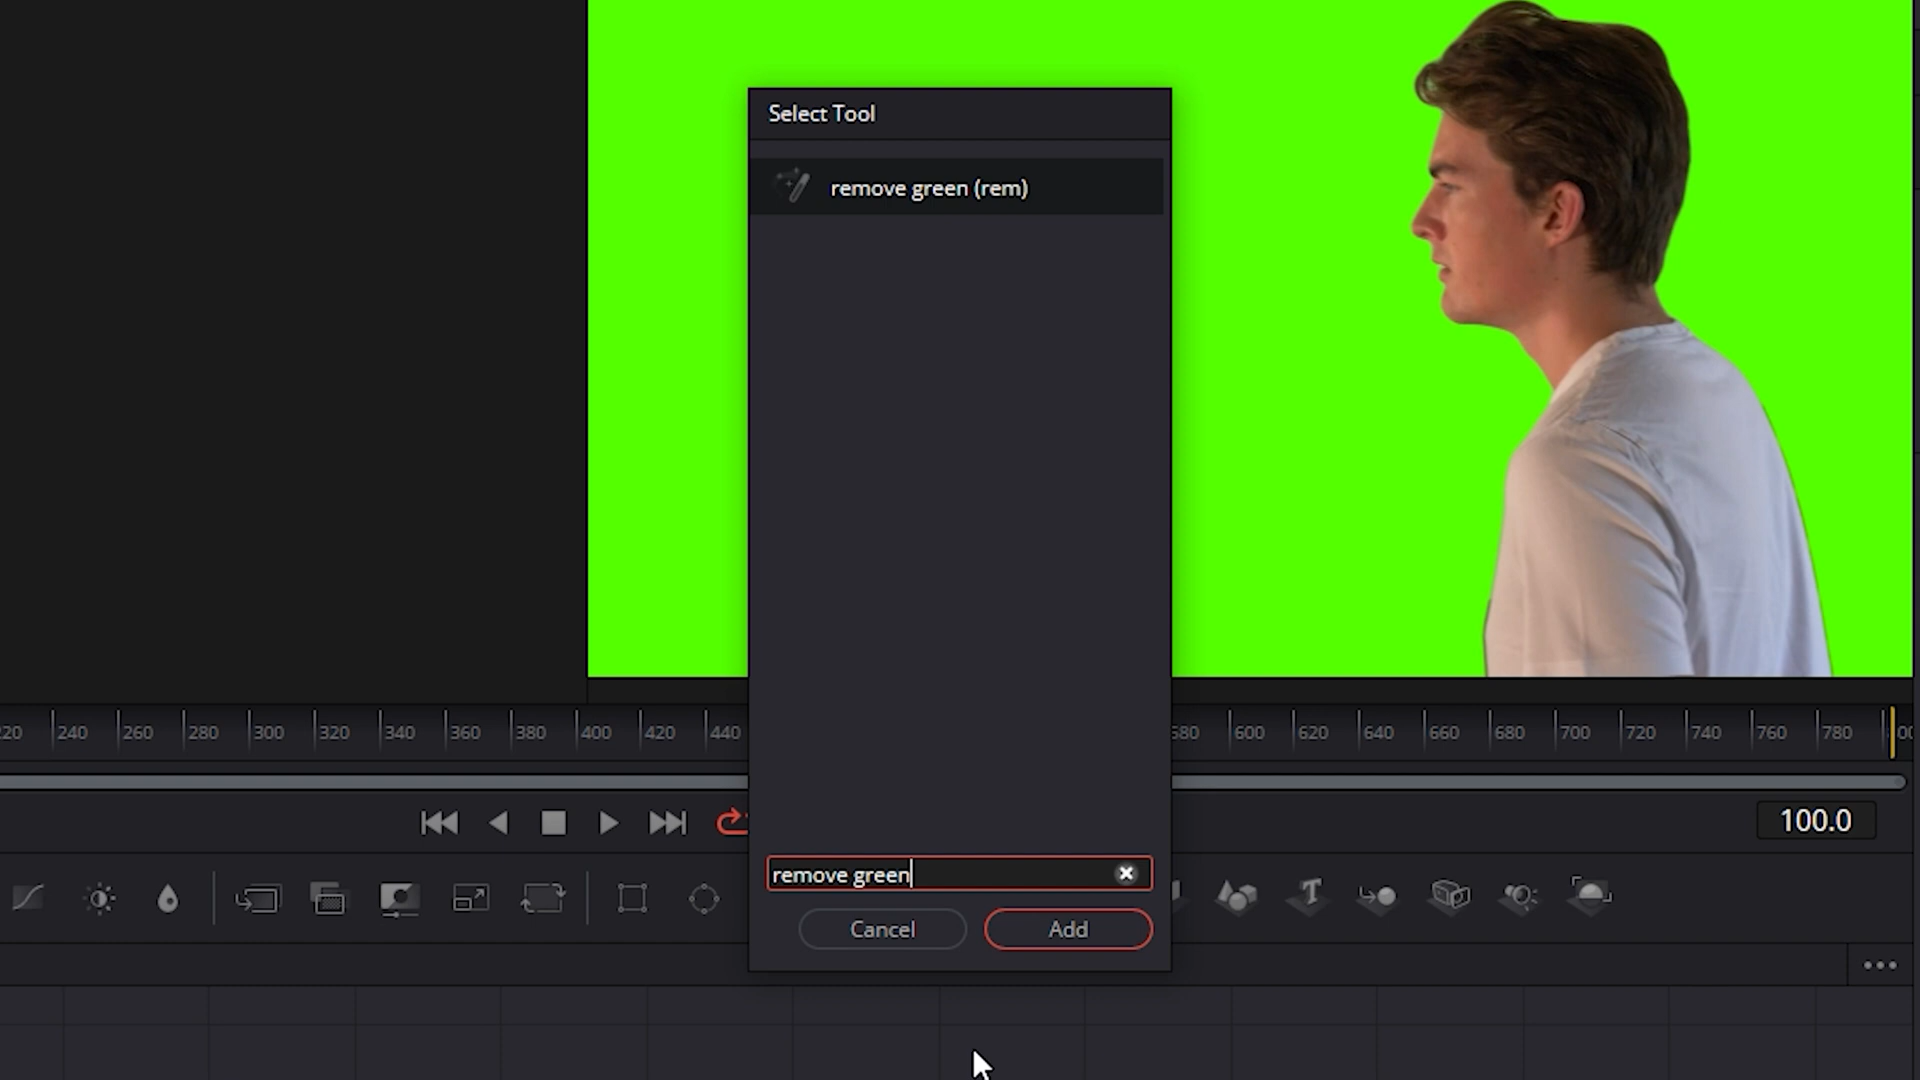 Select Tool
remove green (rem)
20 240 260 280 300 320 340 360 380 400 420 440 580 600 620 640 660 680 700 720 740 760 780
100.0
remove green
Cancel Add